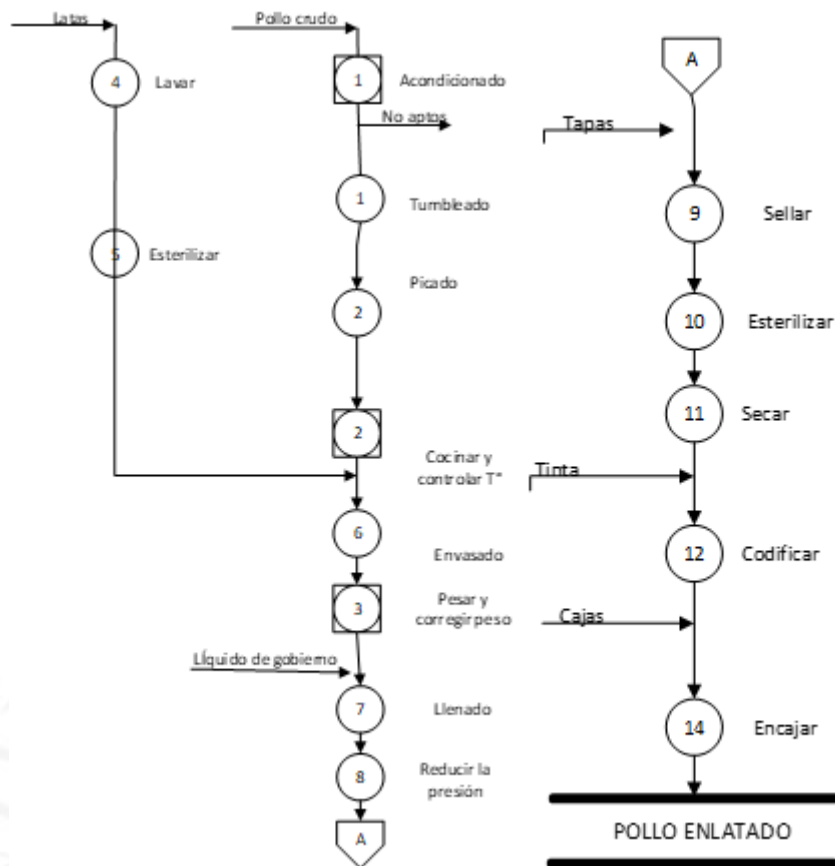 Latas
4
Lavar
5
Esterilizar
Pollo crudo
1
Acondicionado
No aptos
1
Tumbleado
Picado
2
2
Cocinar y
controlar T°
6
Envasado
3
Pesar y
corregir peso
Líquido de gobierno
7
Llenado
8
Reducir la
presión
A
A
Tapas
9
Sellar
10
Esterilizar
11
Secar
Tinta
12
Codificar
Cajas
14
Encajar
POLLO ENLATADO